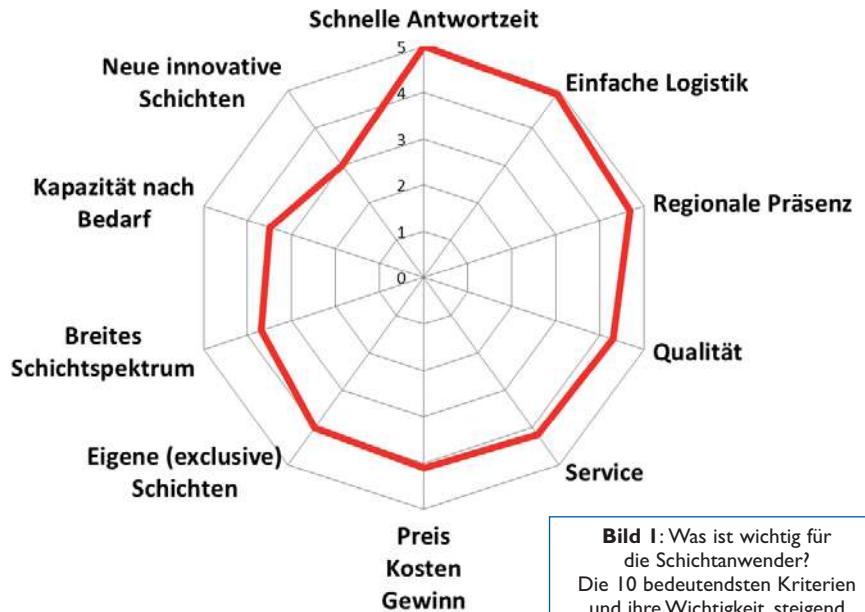 Schnelle Antwortzeit
Einfache Logistik
Regionale Präsenz
Qualität
Service
Preis
Kosten
Gewinn
Eigene (exclusive)
Schichten
Breites
Schichtspektrum
Kapazität nach
Bedarf
Neue innovative
Schichten
5
4
3
2
1
0
Bild 1: Was ist wichtig für
die Schichtanwender?
Die 10 bedeutendsten Kriterien
und ihre Wichtigkeit, steigend